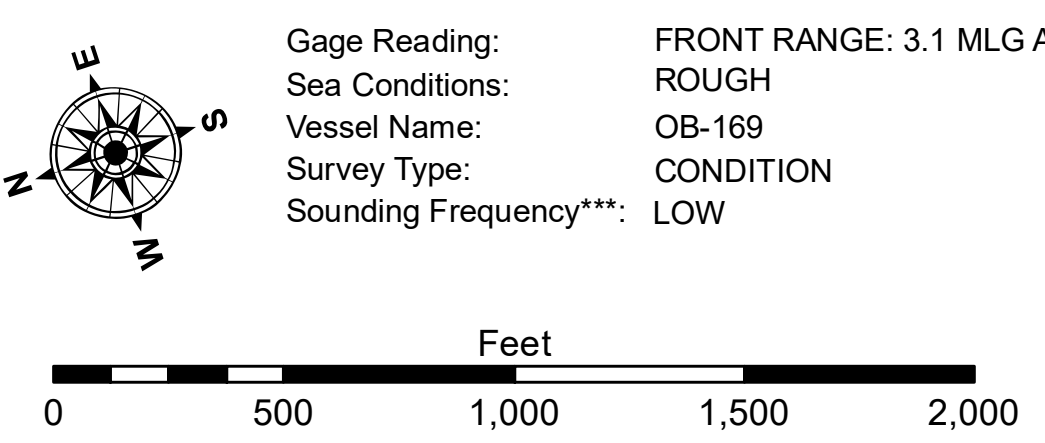 E
S
N
W
Gage Reading: FRONT RANGE: 3.1 MLG A
Sea Conditions: ROUGH
Vessel Name: OB-169
Survey Type: CONDITION
Sounding Frequency***: LOW
Feet
0 500 1,000 1,500 2,000